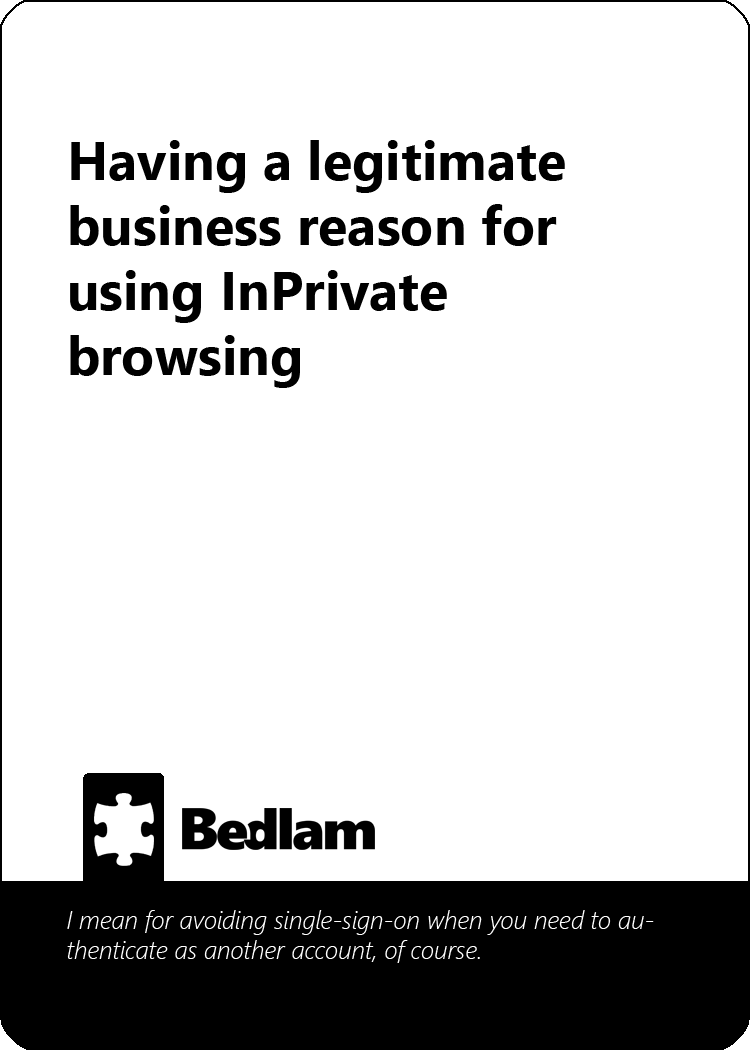 Having a legitimate
business reason for
using InPrivate
browsing
Bedlam
I mean for avoiding single-sign-on when you need to au-
thenticate as another account, of course.